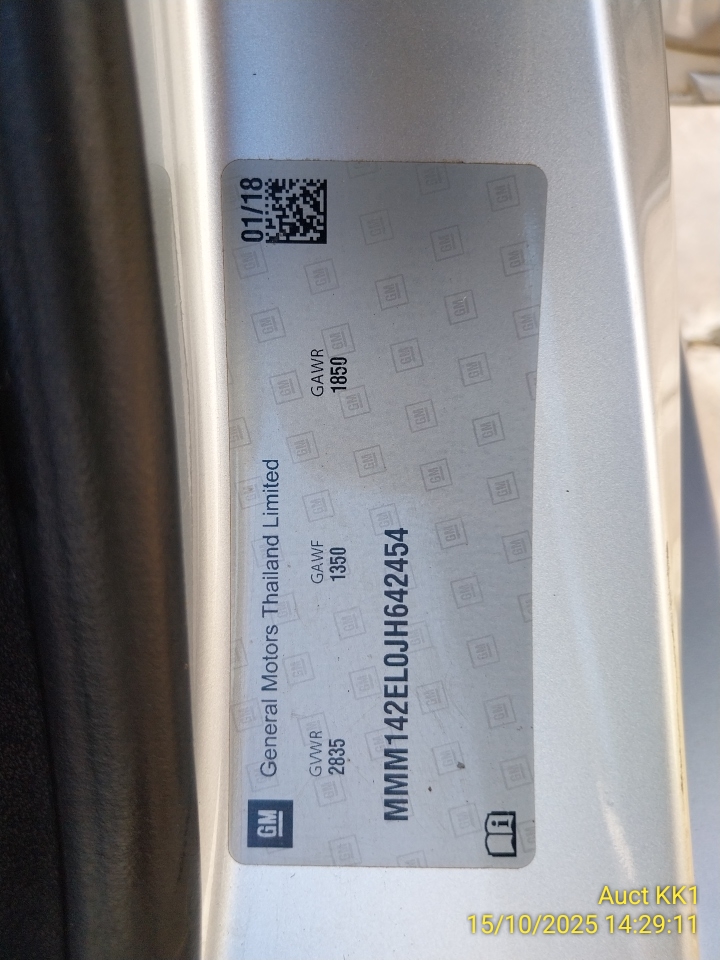 GM General Motors Thailand Limited 01/18
GVWR GAWF GAWR
2835 1350 1850
MMM142EL0JH642454
i
Auct KK1
15/10/2025 14:29:11